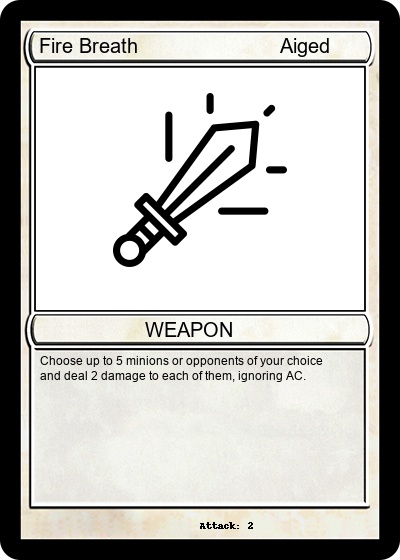 Fire Breath Aiged
WEAPON
Choose up to 5 minions or opponents of your choice
and deal 2 damage to each of them, ignoring AC.
Attack: 2